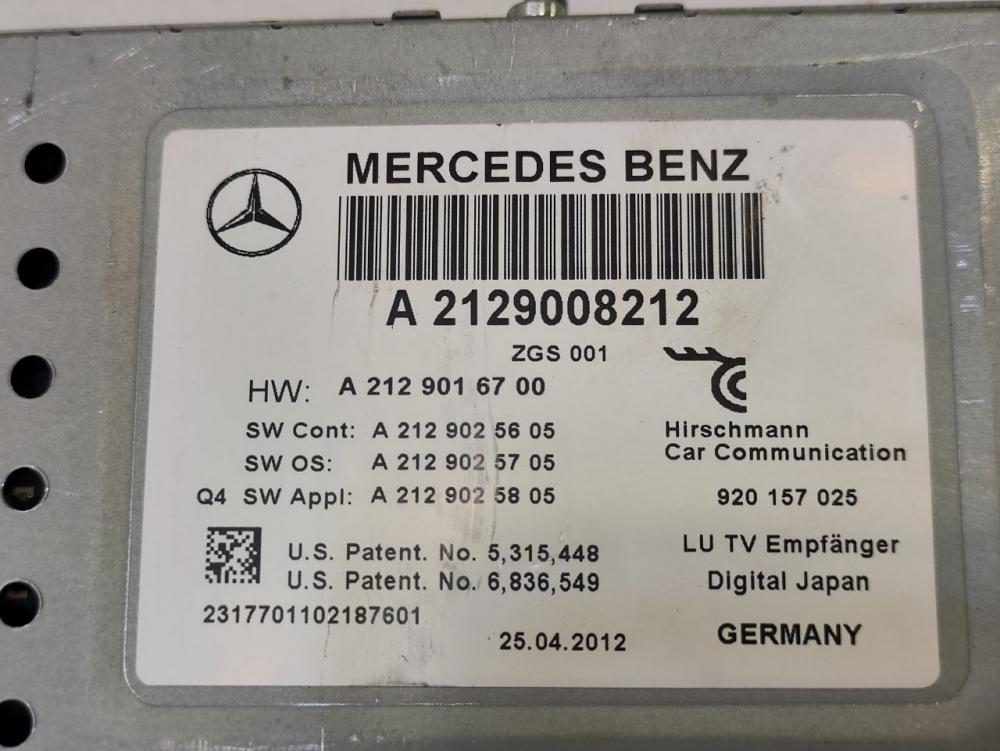 MERCEDES BENZ
A 2129008212
ZGS 001
HW: A 212 901 67 00
SW Cont: A 212 902 56 05
SW OS: A 212 902 57 05
Q4 SW Appl: A 212 902 58 05
Hirschmann
Car Communication
920 157 025
U.S. Patent. No. 5,315,448
U.S. Patent. No. 6,836,549
2317701102187601
25.04.2012
LU TV Empfänger
Digital Japan
GERMANY